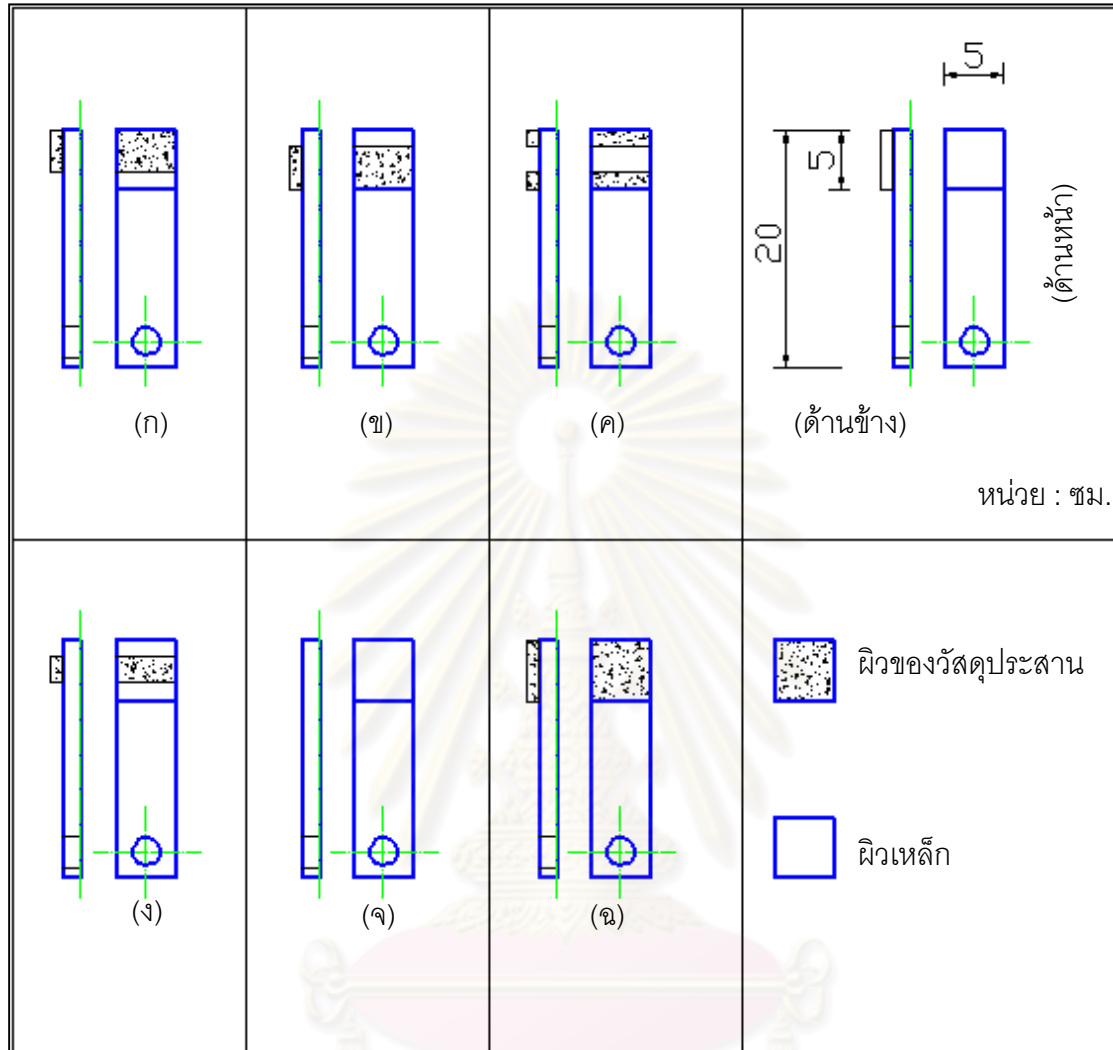 5
5
20
(ด้านหน้า)
(ก)
(ข)
(ค)
(ด้านข้าง)
หน่วย : ซม.
ผิวของวัสดุประสาน
ผิวเหล็ก
(ง)
(จ)
(ฉ)